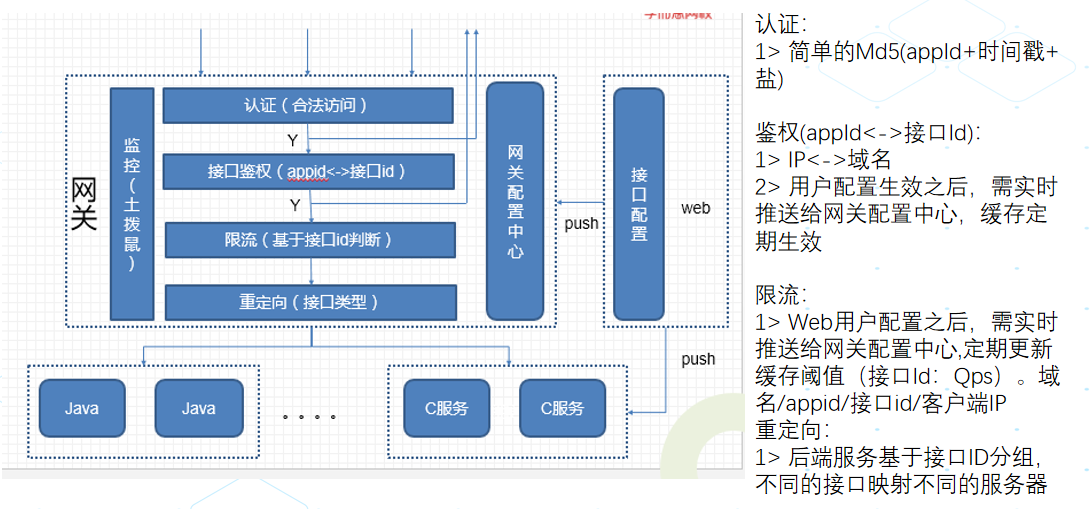 认证（合法访问）
Y
接口鉴权（appid<->接口id）
Y
限流（基于接口id判断）
重定向（接口类型）
网关
监控（土拨鼠）
网关配置中心
push
接口配置
web
push
Java
Java
....
C服务
C服务
认证：
1> 简单的Md5(appId+时间戳+
盐)
鉴权(appId<->接口Id)：
1> IP<->域名
2> 用户配置生效之后，需实时
推送给网关配置中心，缓存定
期生效
限流：
1> Web用户配置之后，需实时
推送给网关配置中心,定期更新
缓存阈值（接口Id：Qps）。域
名/appid/接口id/客户端IP
重定向：
1> 后端服务基于接口ID分组，
不同的接口映射不同的服务器